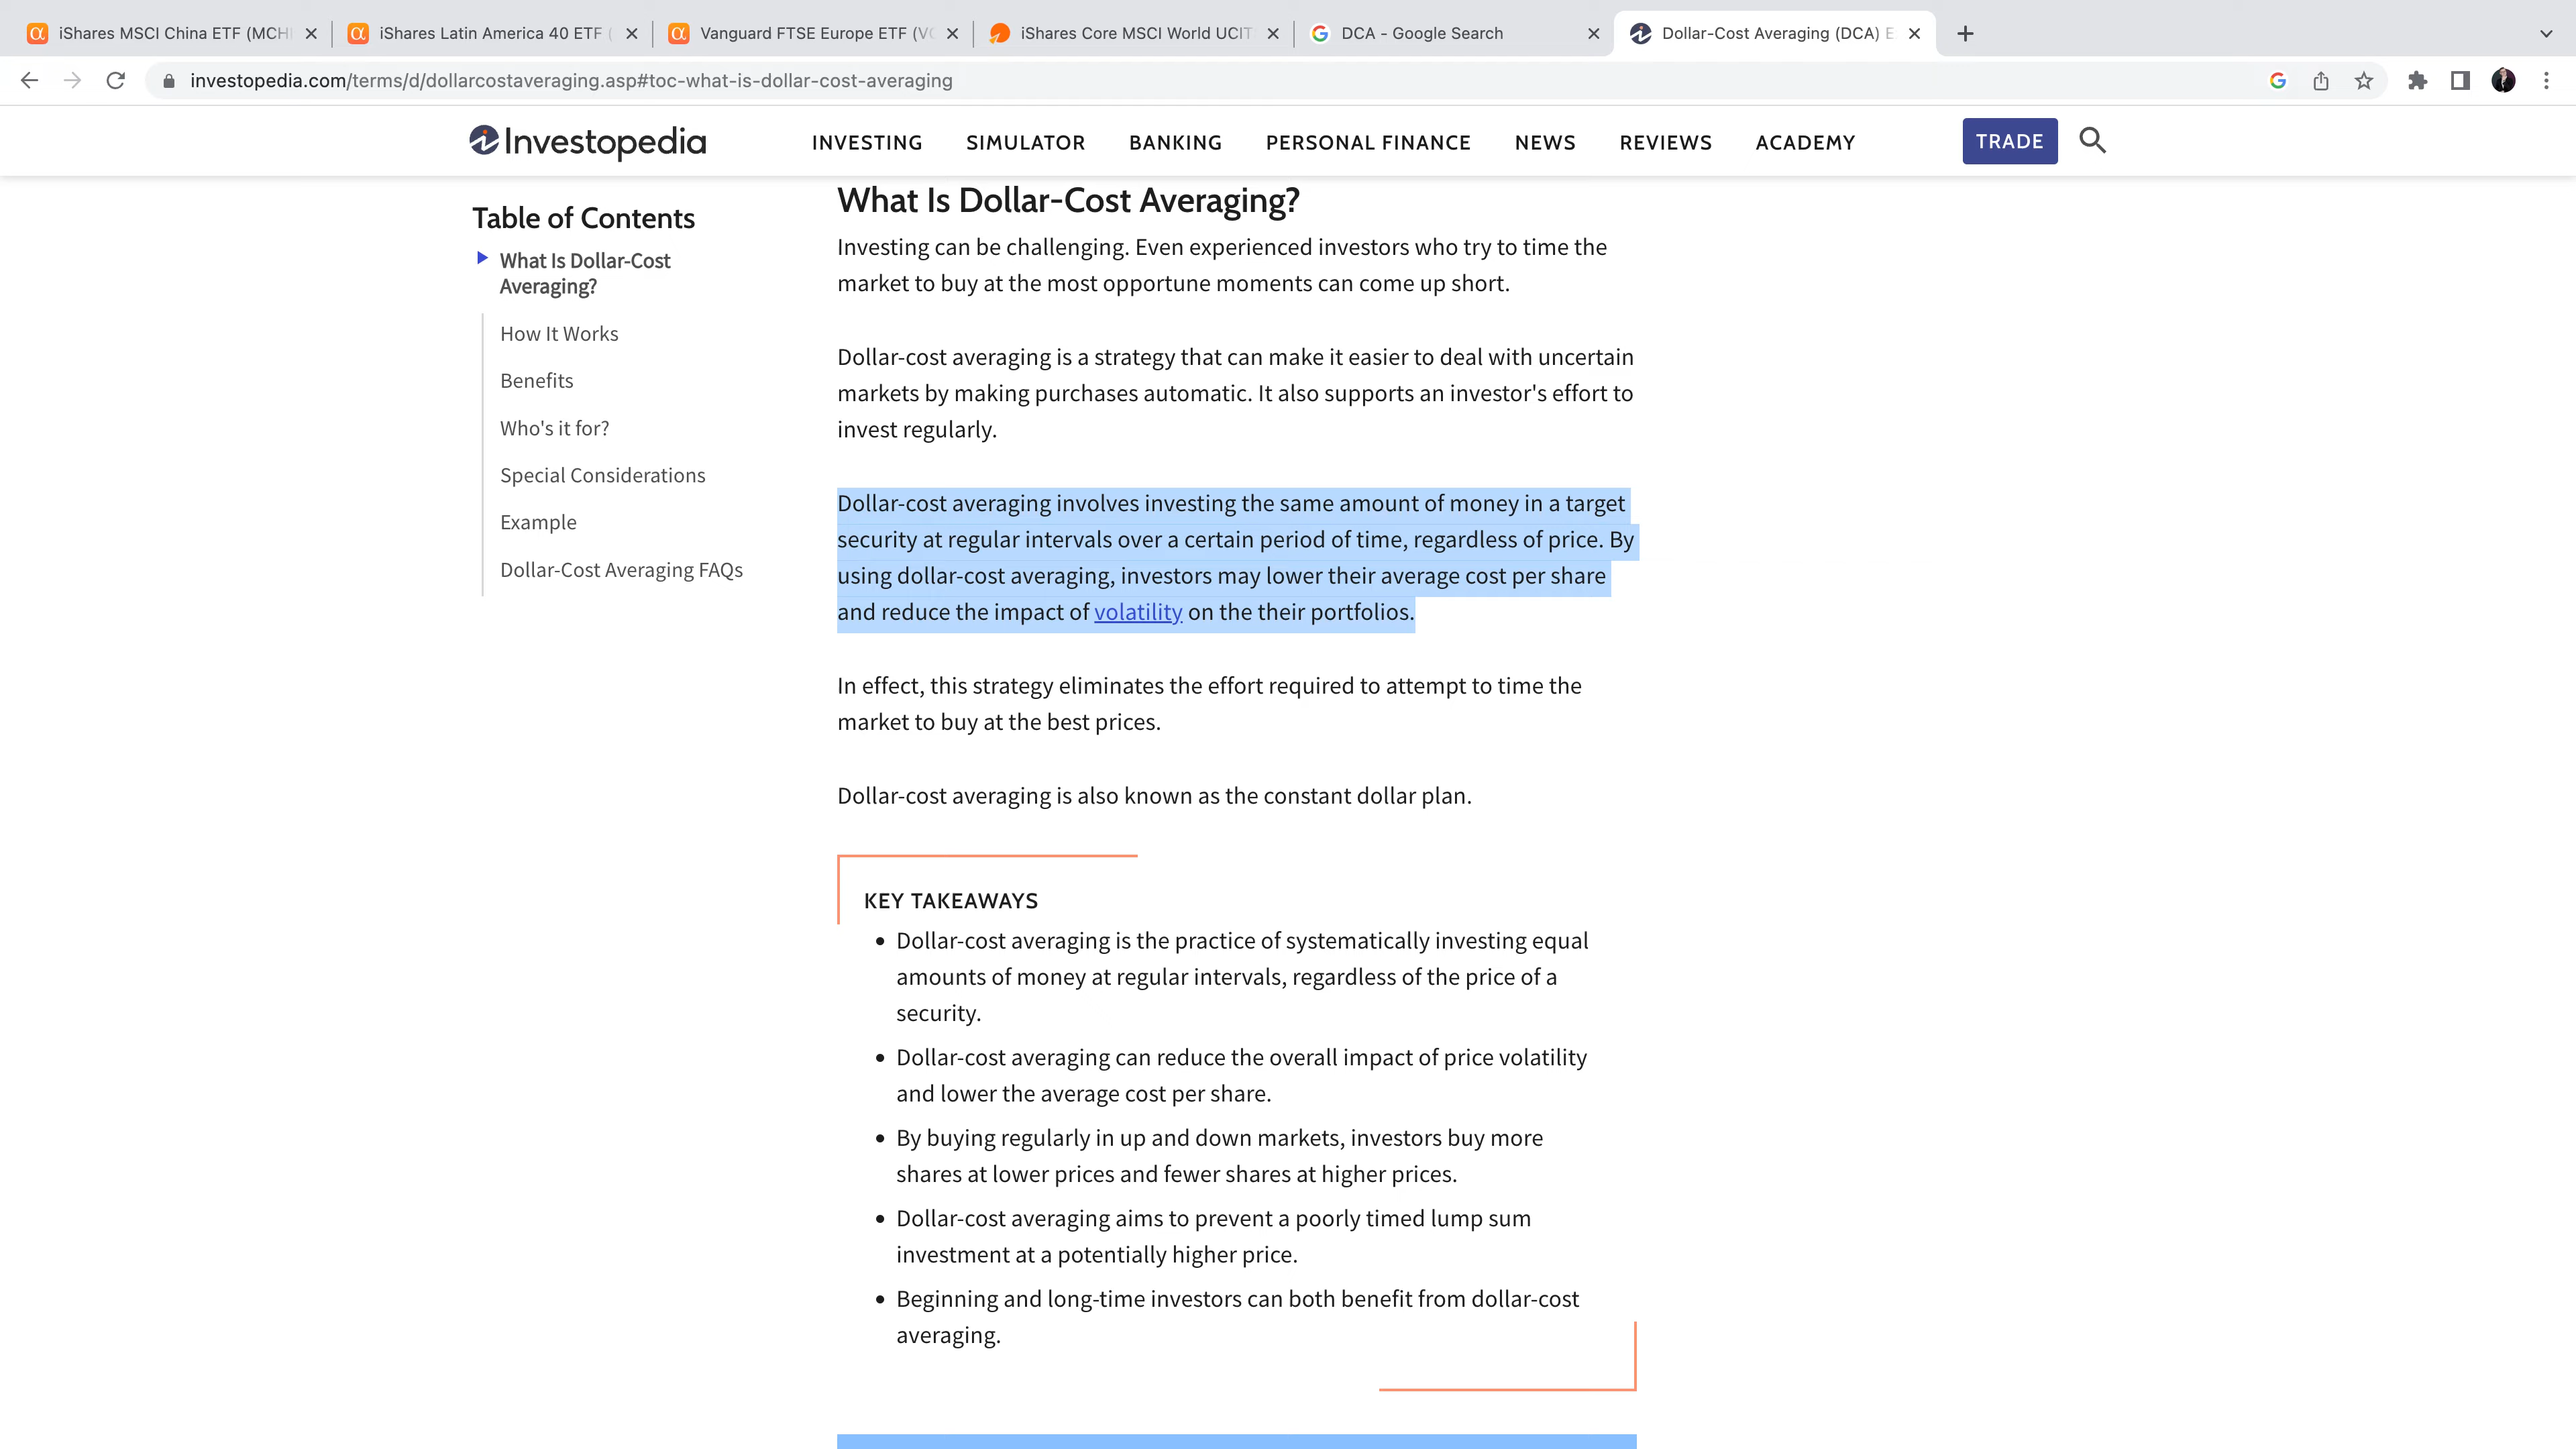 iShares MSCI China ETF (MCH
iShares Latin America 40 ETF (
Vanguard FTSE Europe ETF (VG
iShares Core MSCI World UCIT
DCA - Google Search
Dollar-Cost Averaging (DCA) E
investopedia.com/terms/d/dollarcostaveraging.asp#toc-what-is-dollar-cost-averaging
Investopedia
INVESTING
SIMULATOR
BANKING
PERSONAL FINANCE
NEWS
REVIEWS
ACADEMY
TRADE
Table of Contents
What Is Dollar-Cost
Averaging?
How It Works
Benefits
Who's it for?
Special Considerations
Example
Dollar-Cost Averaging FAQs
What Is Dollar-Cost Averaging?
Investing can be challenging. Even experienced investors who try to time the
market to buy at the most opportune moments can come up short.
Dollar-cost averaging is a strategy that can make it easier to deal with uncertain
markets by making purchases automatic. It also supports an investor's effort to
invest regularly.
Dollar-cost averaging involves investing the same amount of money in a target
security at regular intervals over a certain period of time, regardless of price. By
using dollar-cost averaging, investors may lower their average cost per share
and reduce the impact of volatility on the their portfolios.
In effect, this strategy eliminates the effort required to attempt to time the
market to buy at the best prices.
Dollar-cost averaging is also known as the constant dollar plan.
KEY TAKEAWAYS
• Dollar-cost averaging is the practice of systematically investing equal
amounts of money at regular intervals, regardless of the price of a
security.
• Dollar-cost averaging can reduce the overall impact of price volatility
and lower the average cost per share.
• By buying regularly in up and down markets, investors buy more
shares at lower prices and fewer shares at higher prices.
• Dollar-cost averaging aims to prevent a poorly timed lump sum
investment at a potentially higher price.
• Beginning and long-time investors can both benefit from dollar-cost
averaging.